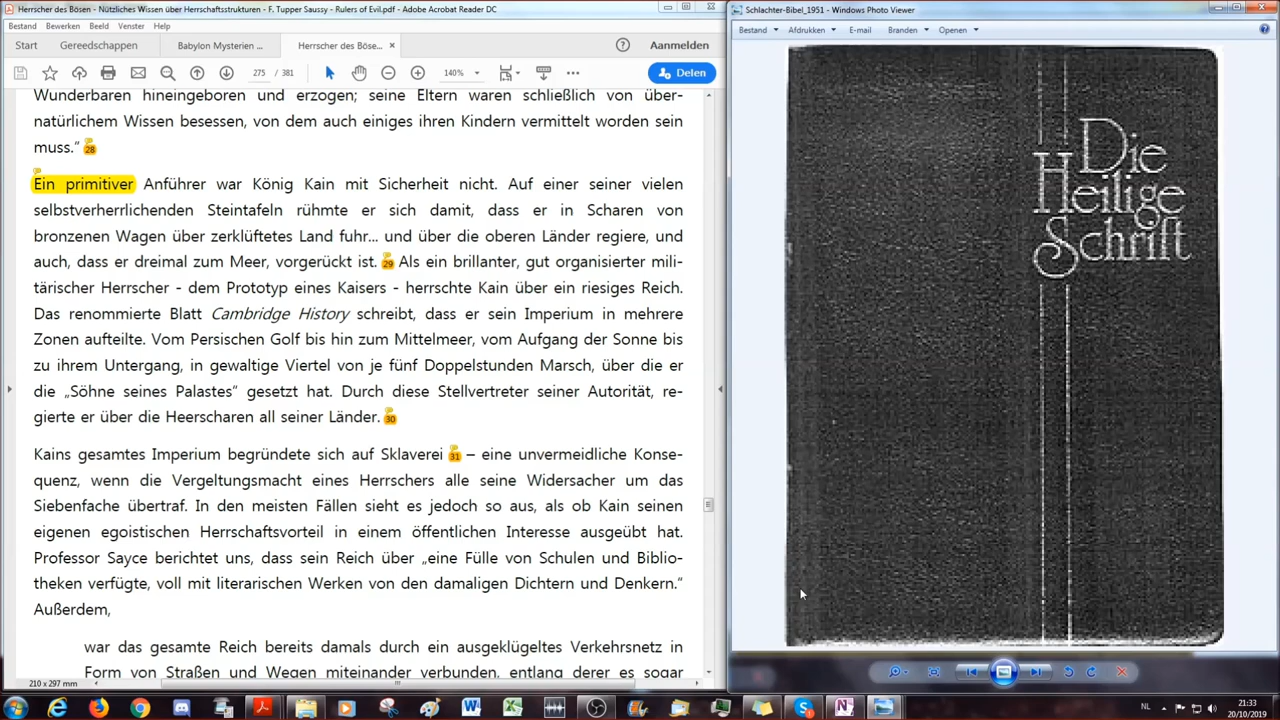 Herrscher des Bösen - Nützliches Wissen über Herrschaftsstrukturen - F. Tupper Saussy - Rulers of Evil.pdf - Adobe Acrobat Reader DC
Bestand Bewerken Beeld Venster Help
Start Gereedschappen Babylon Mysterien ... Herrscher des Böse... × Aanmelden
275 / 381 140% Delen
Wunderbaren hineingeboren und erzogen; seine Eltern waren schließlich von über-
natürlichem Wissen besessen, von dem auch einiges ihren Kindern vermittelt worden sein
muss.” 28
Ein primitiver Anführer war König Kain mit Sicherheit nicht. Auf einer seiner vielen
selbstverherrlichenden Steintafeln rühmte er sich damit, dass er in Scharen von
bronzenen Wagen über zerklüftetes Land fuhr... und über die oberen Länder regiere, und
auch, dass er dreimal zum Meer, vorgerückt ist. 29 Als ein brillanter, gut organisierter mili-
tärischer Herrscher - dem Prototyp eines Kaisers - herrschte Kain über ein riesiges Reich.
Das renommierte Blatt Cambridge History schreibt, dass er sein Imperium in mehrere
Zonen aufteilte. Vom Persischen Golf bis hin zum Mittelmeer, vom Aufgang der Sonne bis
zu ihrem Untergang, in gewaltige Viertel von je fünf Doppelstunden Marsch, über die er
die „Söhne seines Palastes” gesetzt hat. Durch diese Stellvertreter seiner Autorität, re-
gierte er über die Heerscharen all seiner Länder. 30
Kains gesamtes Imperium begründete sich auf Sklaverei 31 – eine unvermeidliche Konse-
quenz, wenn die Vergeltungsmacht eines Herrschers alle seine Widersacher um das
Siebenfache übertraf. In den meisten Fällen sieht es jedoch so aus, als ob Kain seinen
eigenen egoistischen Herrschaftsvorteil in einem öffentlichen Interesse ausgeübt hat.
Professor Sayce berichtet uns, dass sein Reich über „eine Fülle von Schulen und Biblio-
theken verfügte, voll mit literarischen Werken von den damaligen Dichtern und Denkern.”
Außerdem,
war das gesamte Reich bereits damals durch ein ausgeklügeltes Verkehrsnetz in
Form von Straßen und Wegen miteinander verbunden, entlang derer es sogar
210 x 297 mm
Schlachter-Bibel_1951 - Windows Photo Viewer
Bestand Afdrukken E-mail Branden Openen
Die
Heilige
Schrift
NL 21:33
20/10/2019